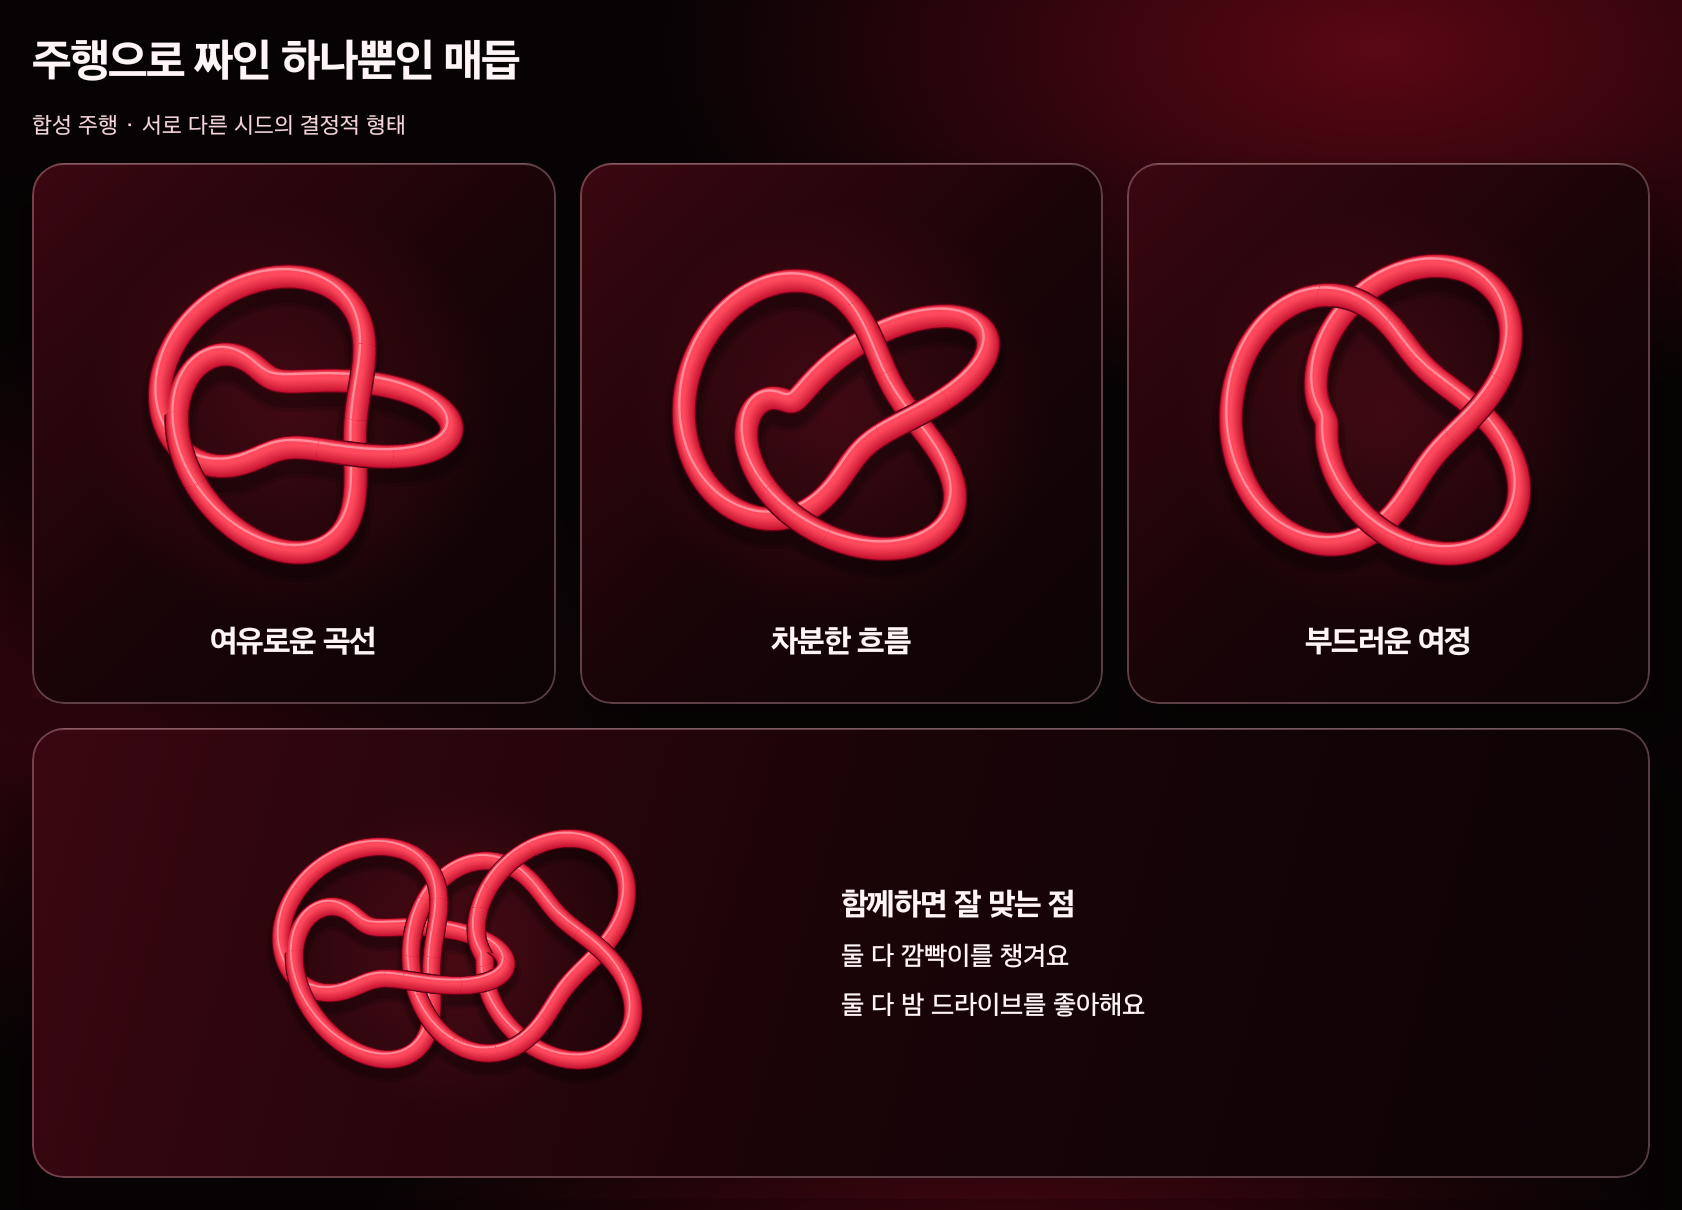 주행으로 짜인 하나뿐인 매듭
합성 주행 · 서로 다른 시드의 결정적 형태
여유로운 곡선
차분한 흐름
부드러운 여정
함께하면 잘 맞는 점
둘 다 깜빡이를 챙겨요
둘 다 밤 드라이브를 좋아해요